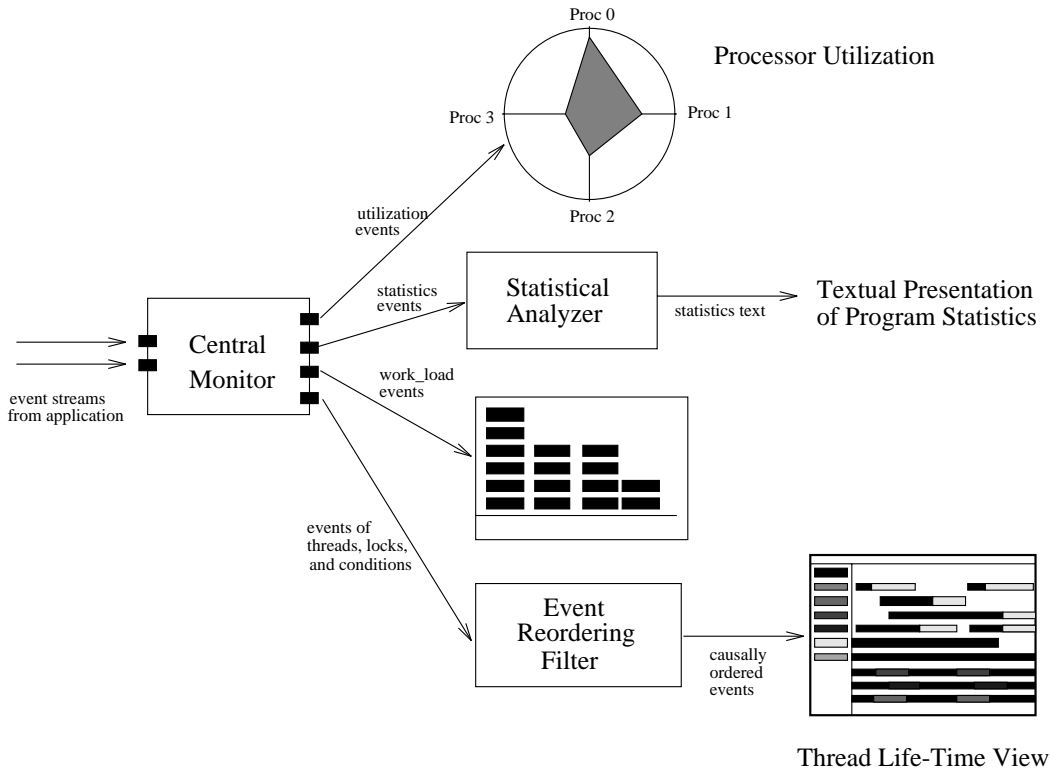 Proc 0
Processor Utilization
Proc 3
Proc 1
Proc 2
utilization
events
statistics
events
Statistical
Analyzer
statistics text
Textual Presentation
of Program Statistics
Central
Monitor
event streams
from application
work_load
events
events of
threads, locks,
and conditions
Event
Reordering
Filter
causally
ordered
events
Thread Life-Time View